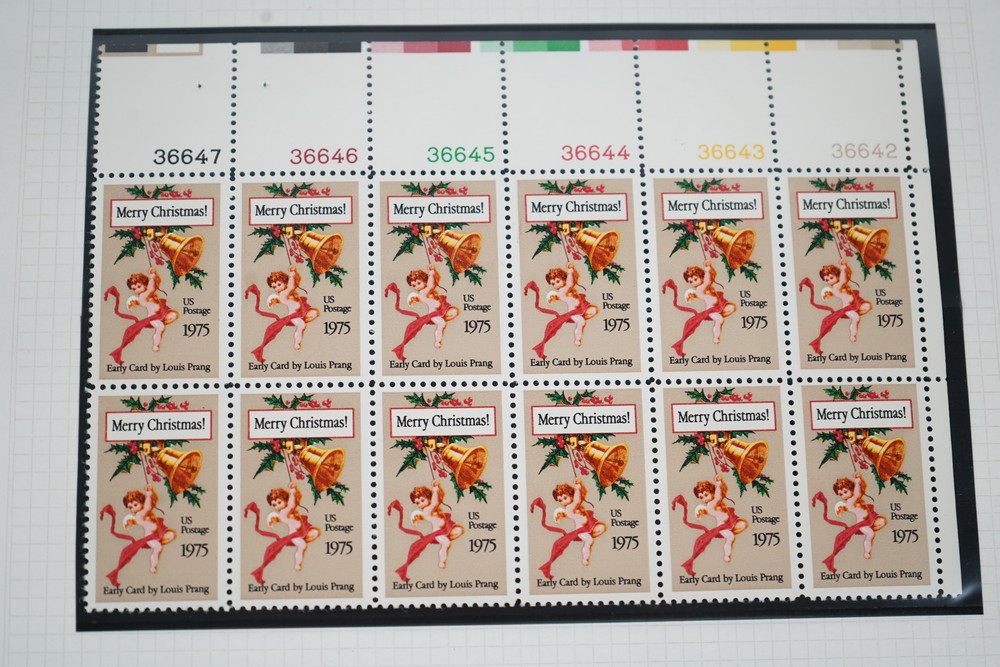 36647 36646 36645 36644 36643 36642
Merry Christmas! Merry Christmas! Merry Christmas! Merry Christmas! Merry Christmas! Merry Christmas!
US US US US US US
Postage Postage Postage Postage Postage Postage
1975 1975 1975 1975 1975 1975
Early Card by Louis Prang Early Card by Louis Prang Early Card by Louis Prang Early Card by Louis Prang Early Card by Louis Prang Early Card by Louis Prang
Merry Christmas! Merry Christmas! Merry Christmas! Merry Christmas! Merry Christmas! Merry Christmas!
US US US US US US
Postage Postage Postage Postage Postage Postage
1975 1975 1975 1975 1975 1975
Early Card by Louis Prang Early Card by Louis Prang Early Card by Louis Prang Early Card by Louis Prang Early Card by Louis Prang Early Card by Louis Prang